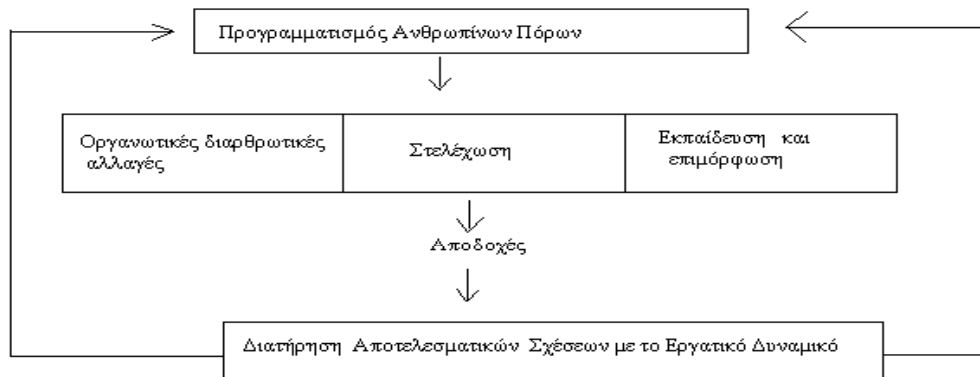 Προγραμματισμός Ανθρωπίνων Πόρων
Οργανωτικές διαρθρωτικές
αλλαγές
Στελέχωση
Εκπαίδευση και
επιμόρφωση
Αποδοχές
Διατήρηση Αποτελεσματικών Σχέσεων με το Εργατικό Δυναμικό